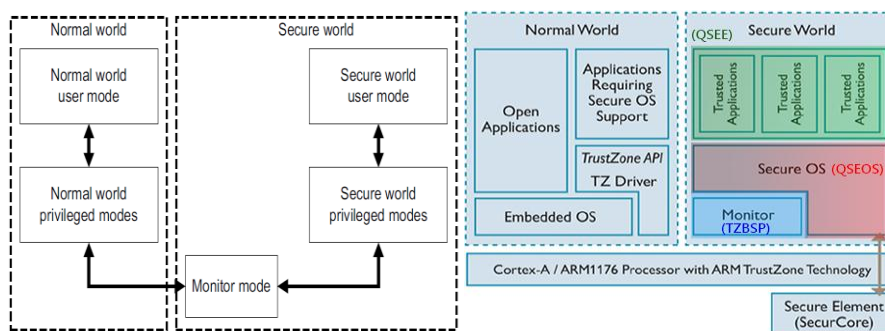 Normal world
Secure world
Normal world
user mode
Secure world
user mode
Normal world
privileged modes
Secure world
privileged modes
Monitor mode
Normal World
(QSEE)
Secure World
Open
Applications
Applications
Requiring
Secure OS
Support
TrustZone API
TZ Driver
Embedded OS
Trusted
Applications
Trusted
Applications
Trusted
Applications
Secure OS (QSEOS)
Monitor
(TZBSP)
Cortex-A / ARM1176 Processor with ARM TrustZone Technology
Secure Element
(SecurCore)